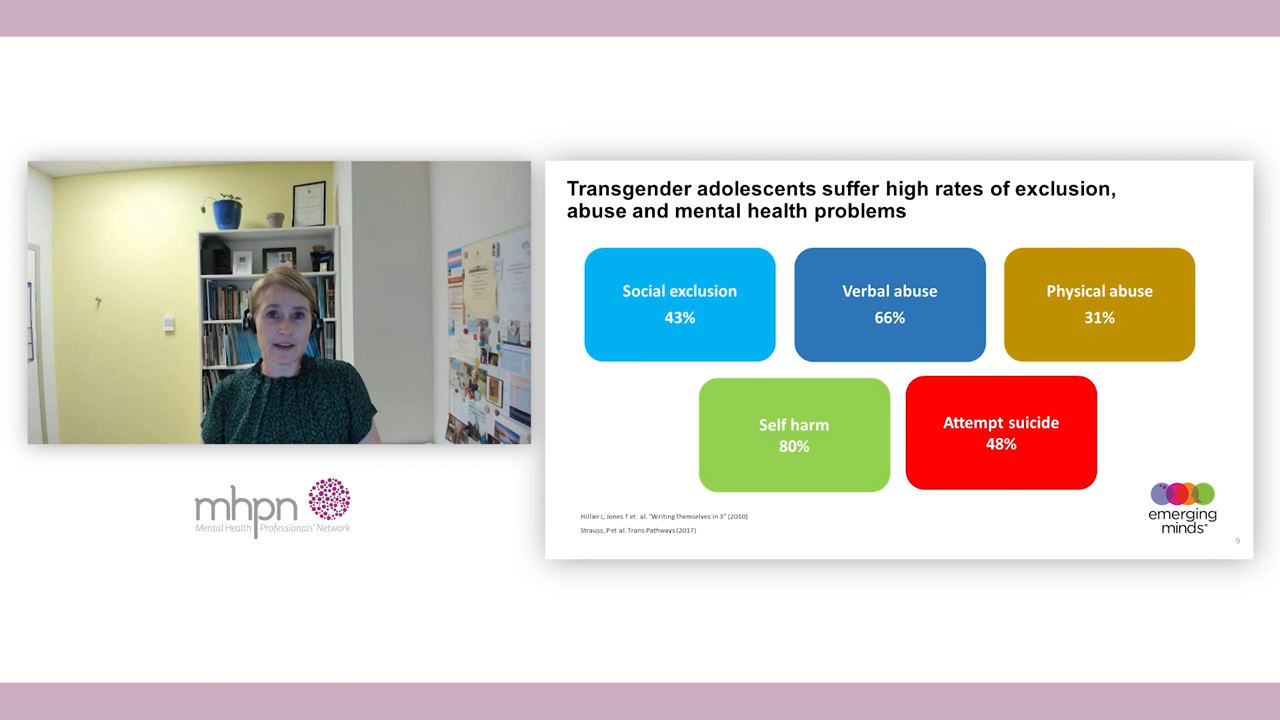 Transgender adolescents suffer high rates of exclusion,
abuse and mental health problems
Social exclusion
43%
Verbal abuse
66%
Physical abuse
31%
Self harm
80%
Attempt suicide
48%
Hillier L, Jones T et. al. "Writing Themselves in 3" (2010)
Strauss, P et al. Trans Pathways (2017)
emerging
minds
9
mhpn
Mental Health Professionals' Network